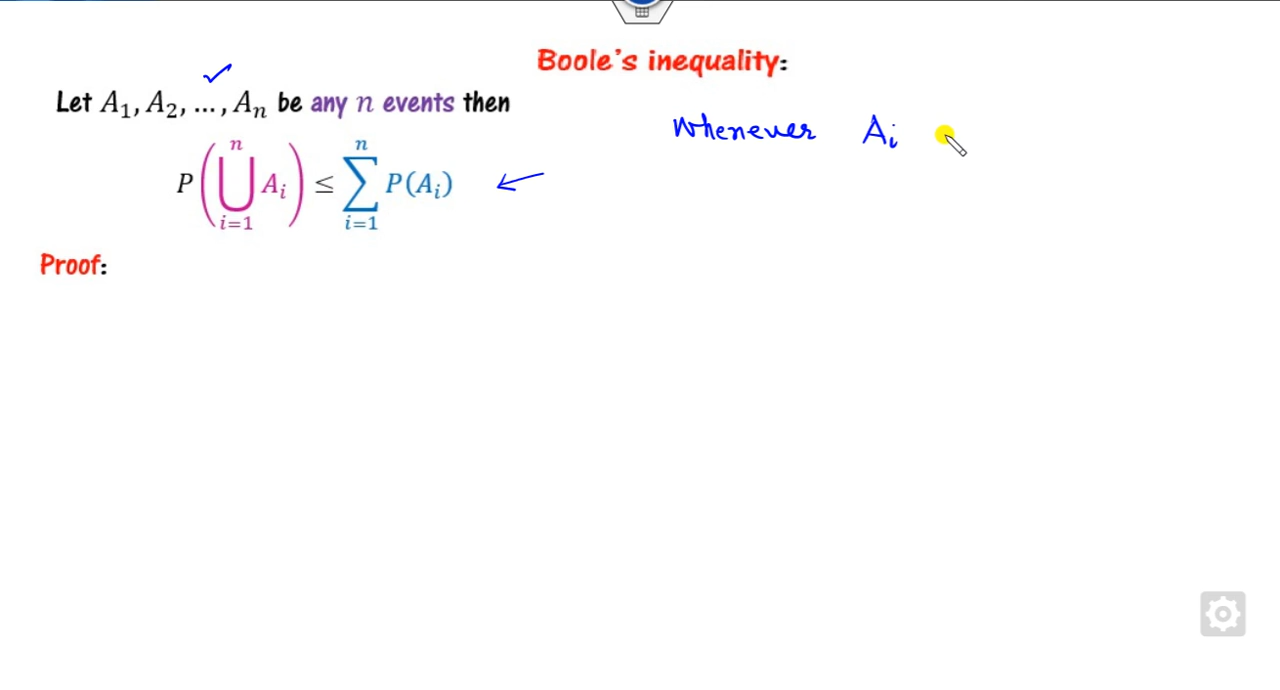 Boole's inequality:
Let A₁, A₂, ..., Aₙ be any n events then
Whenever Aᵢ
P(⋃ᵢ₌₁ⁿ Aᵢ) ≤ ∑ᵢ₌₁ⁿ P(Aᵢ)
Proof: